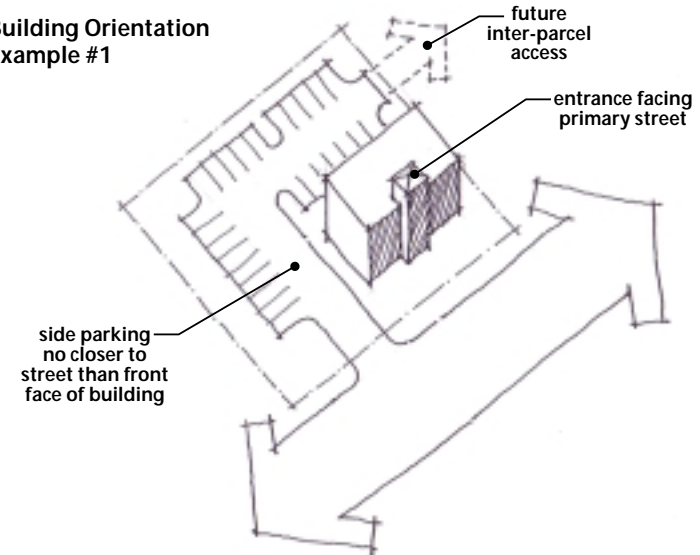 uilding Orientation
xample #1
future
inter-parcel
access
entrance facing
primary street
side parking
no closer to
street than front
face of building